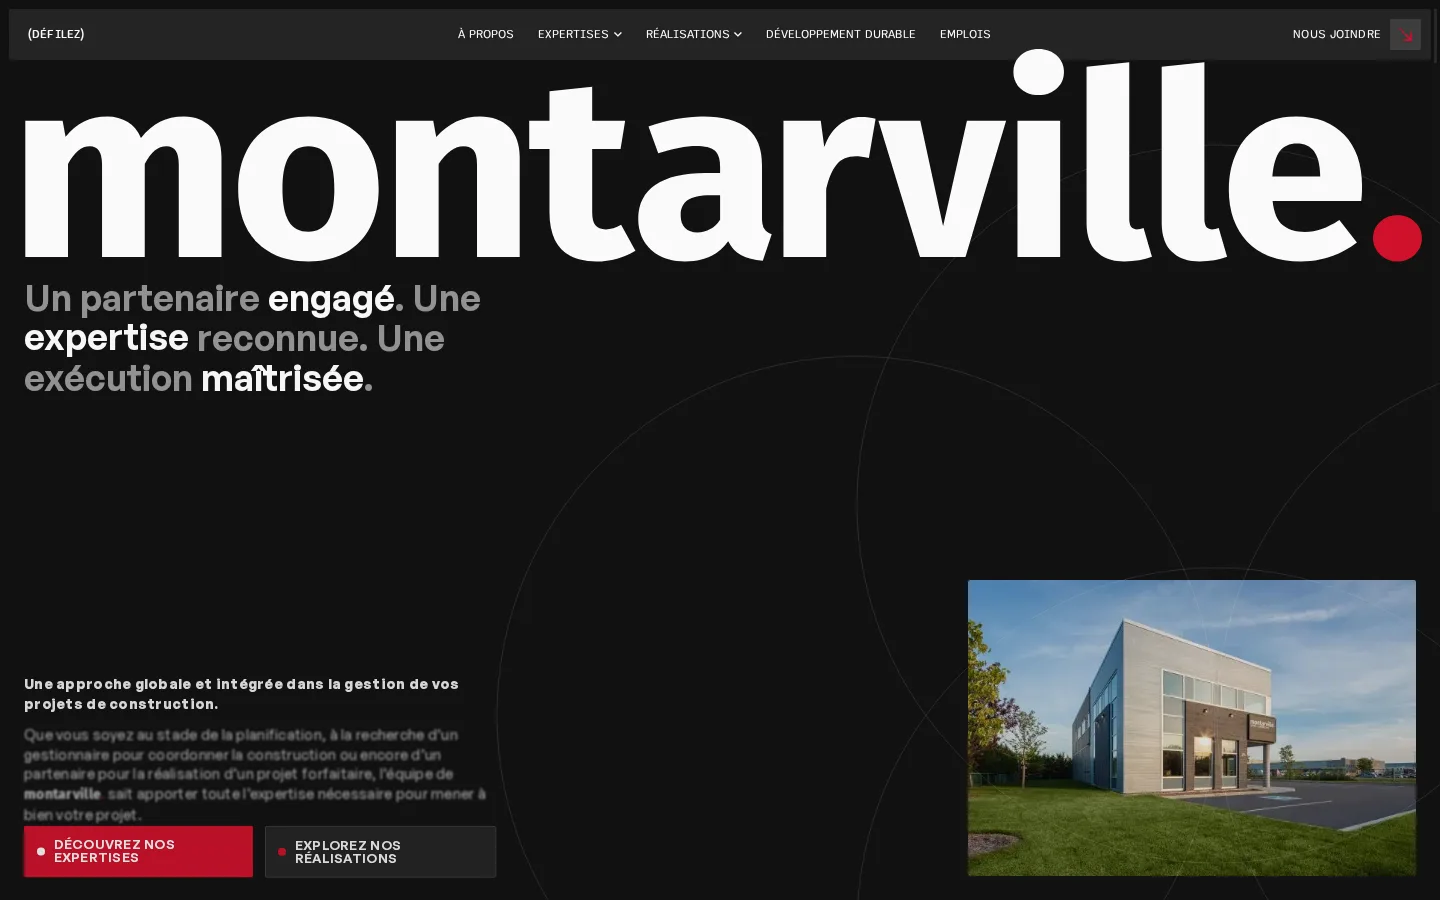 (DÉFILEZ)
À PROPOS
EXPERTISES
RÉALISATIONS
DÉVELOPPEMENT DURABLE
EMPLOIS
NOUS JOINDRE
montarville.
Un partenaire engagé. Une
expertise reconnue. Une
exécution maîtrisée.
Une approche globale et intégrée dans la gestion de vos
projets de construction.
Que vous soyez au stade de la planification, à la recherche d'un
gestionnaire pour coordonner la construction ou encore d'un
partenaire pour la réalisation d'un projet forfaitaire, l'équipe de
montarville. sait apporter toute l'expertise nécessaire pour mener à
bien votre projet.
DÉCOUVREZ NOS
EXPERTISES
EXPLOREZ NOS
RÉALISATIONS
montarville